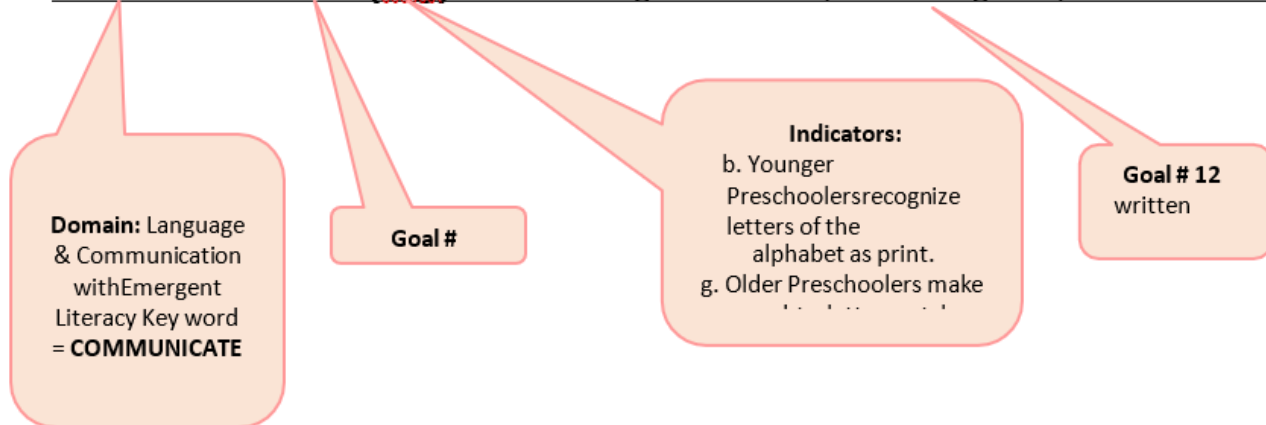 Domain: Language
& Communication
withEmergent
Literacy Key word
= COMMUNICATE
Goal #
Indicators:
b. Younger
Preschoolersrecognize
letters of the
alphabet as print.
g. Older Preschoolers make
Goal # 12
written